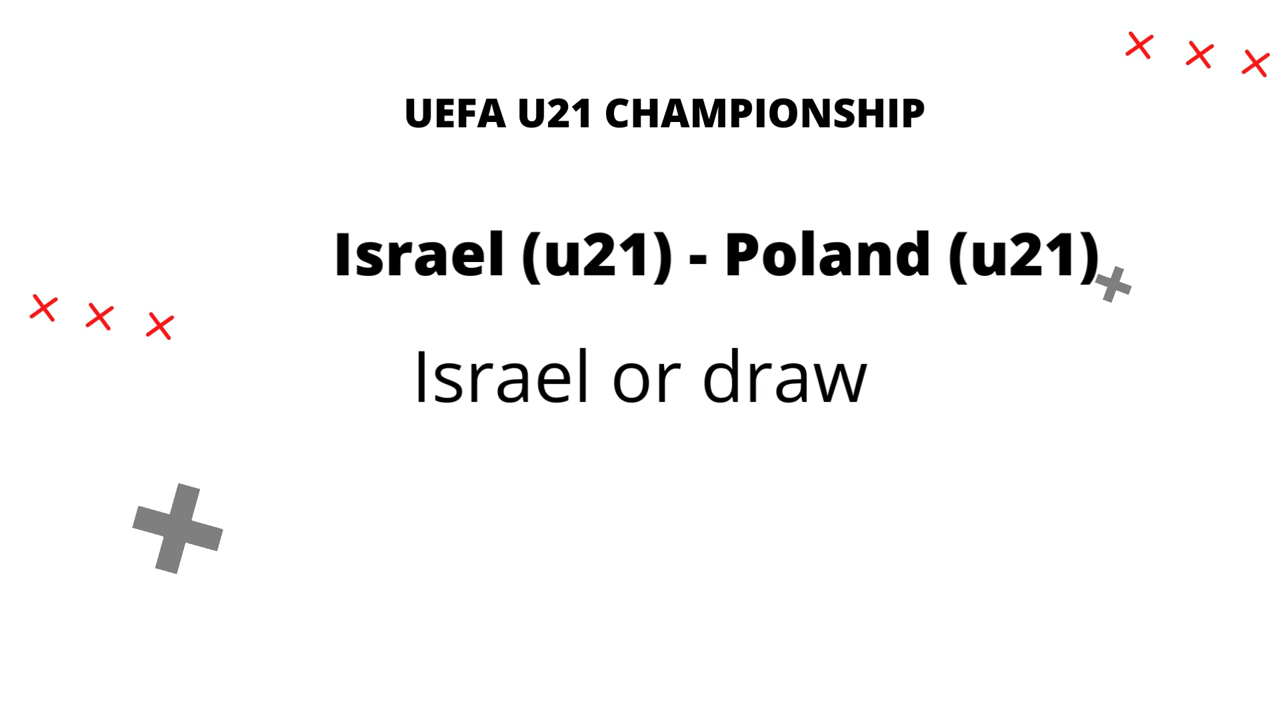 UEFA U21 CHAMPIONSHIP
Israel (u21) - Poland (u21)
Israel or draw